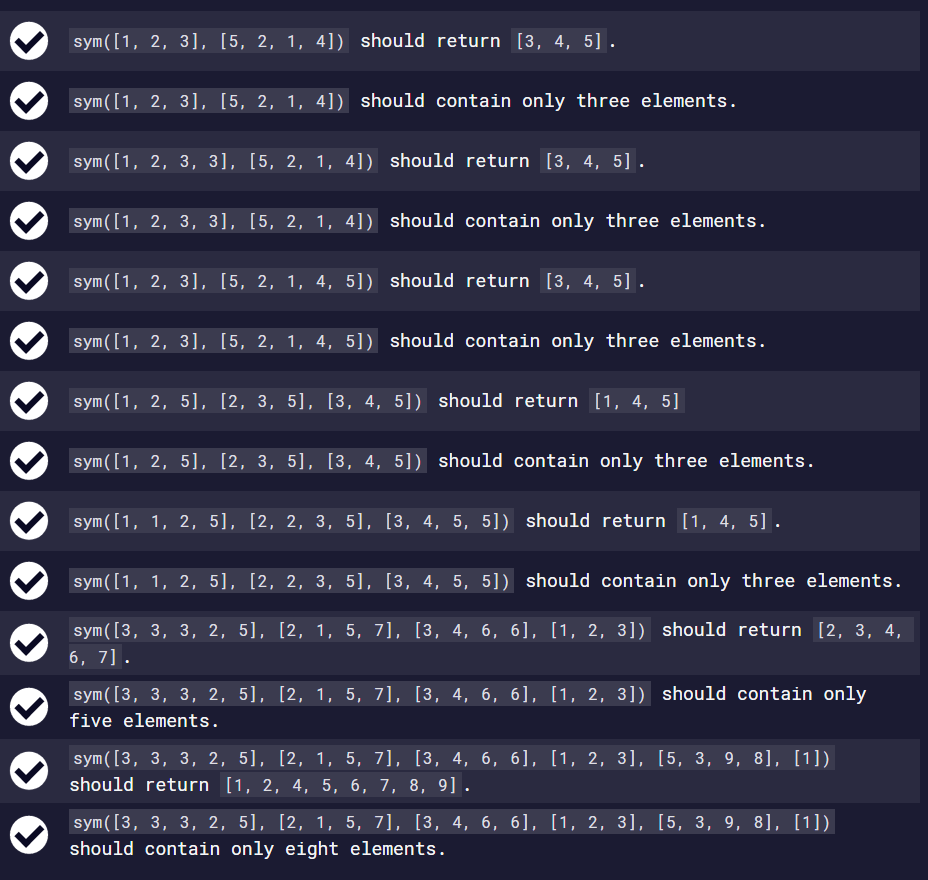 sym([1, 2, 3], [5, 2, 1, 4]) should return [3, 4, 5].
sym([1, 2, 3], [5, 2, 1, 4]) should contain only three elements.
sym([1, 2, 3, 3], [5, 2, 1, 4]) should return [3, 4, 5].
sym([1, 2, 3, 3], [5, 2, 1, 4]) should contain only three elements.
sym([1, 2, 3], [5, 2, 1, 4, 5]) should return [3, 4, 5].
sym([1, 2, 3], [5, 2, 1, 4, 5]) should contain only three elements.
sym([1, 2, 5], [2, 3, 5], [3, 4, 5]) should return [1, 4, 5]
sym([1, 2, 5], [2, 3, 5], [3, 4, 5]) should contain only three elements.
sym([1, 1, 2, 5], [2, 2, 3, 5], [3, 4, 5, 5]) should return [1, 4, 5].
sym([1, 1, 2, 5], [2, 2, 3, 5], [3, 4, 5, 5]) should contain only three elements.
sym([3, 3, 3, 2, 5], [2, 1, 5, 7], [3, 4, 6, 6], [1, 2, 3]) should return [2, 3, 4,
6, 7].
sym([3, 3, 3, 2, 5], [2, 1, 5, 7], [3, 4, 6, 6], [1, 2, 3]) should contain only
five elements.
sym([3, 3, 3, 2, 5], [2, 1, 5, 7], [3, 4, 6, 6], [1, 2, 3], [5, 3, 9, 8], [1])
should return [1, 2, 4, 5, 6, 7, 8, 9].
sym([3, 3, 3, 2, 5], [2, 1, 5, 7], [3, 4, 6, 6], [1, 2, 3], [5, 3, 9, 8], [1])
should contain only eight elements.